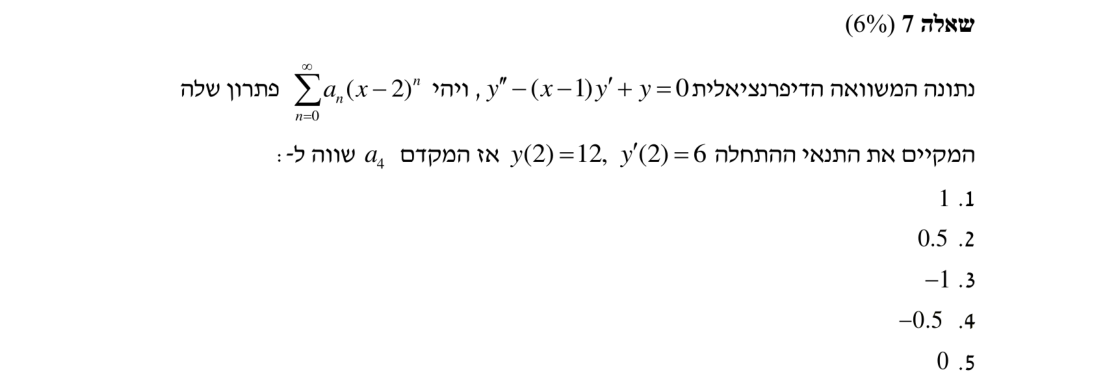 שאלה 7 (6%)
נתונה המשוואה הדיפרנציאלית y″ − (x − 1)y′ + y = 0 , ויהי ∑_{n=0}^{∞} a_n(x − 2)^n פתרון שלה
המקיים את התנאי ההתחלה y(2) = 12, y′(2) = 6 אז המקדם a_4 שווה ל- :
1. 1
2. 0.5
3. −1
4. −0.5
5. 0